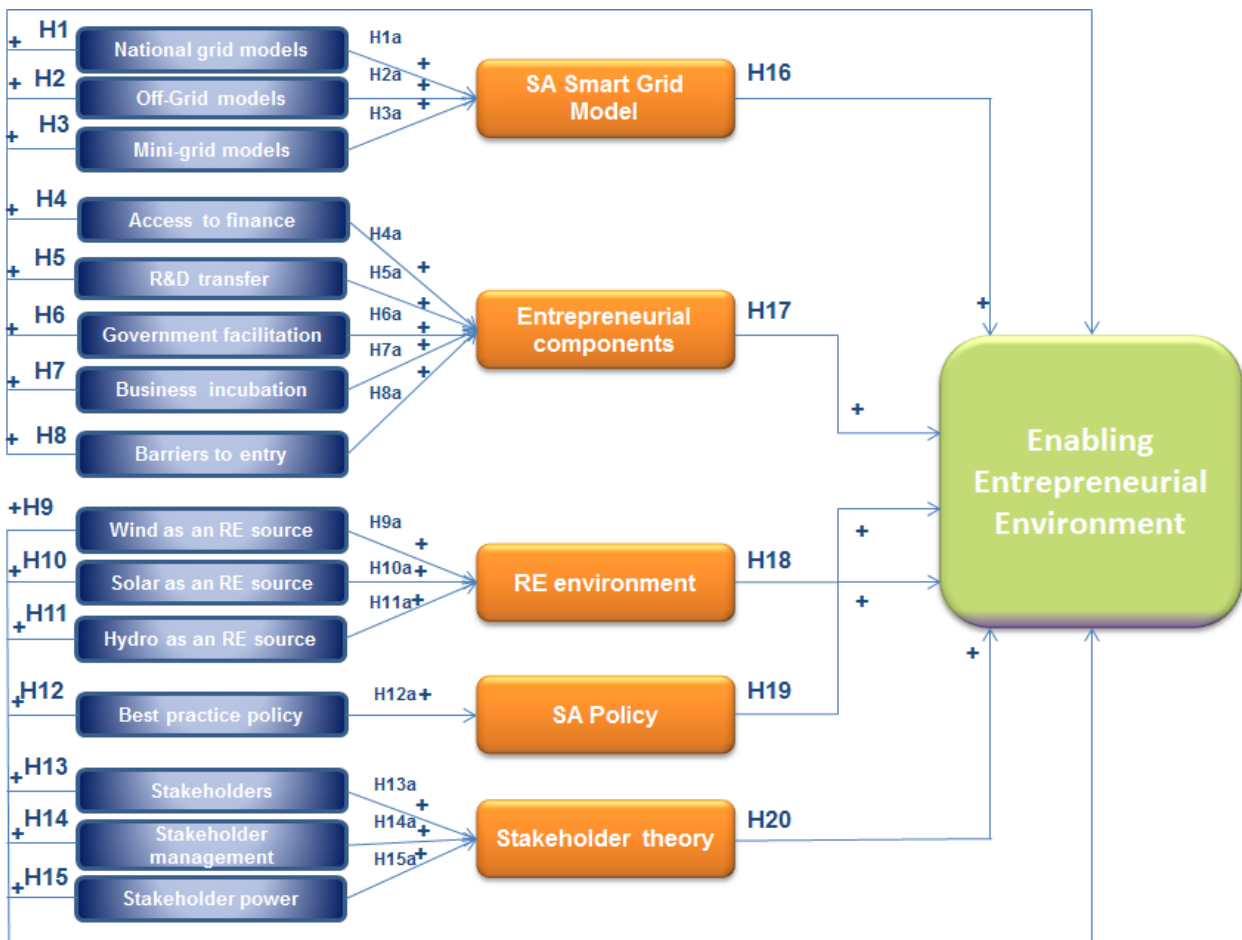 H1
+
National grid models
H1a
+
H2
+
Off-Grid models
H2a
+
H3
+
Mini-grid models
H3a
+
SA Smart Grid
Model
H16
+
H4
+
Access to finance
H4a
+
H5
+
R&D transfer
H5a
+
H6
+
Government facilitation
H6a
+
H7
+
Business incubation
H7a
+
H8
+
Barriers to entry
H8a
+
Entrepreneurial
components
H17
+
Enabling
Entrepreneurial
Environment
+H9
Wind as an RE source
H9a
+
H10
+
Solar as an RE source
H10a+
H11
+
Hydro as an RE source
H11a+
RE environment
H18
+
+
H12
+
Best practice policy
H12a+
SA Policy
H19
H13
+
Stakeholders
H13a
+
H14
+
Stakeholder
management
H14a
+
H15
+
Stakeholder power
H15a+
Stakeholder theory
H20
+